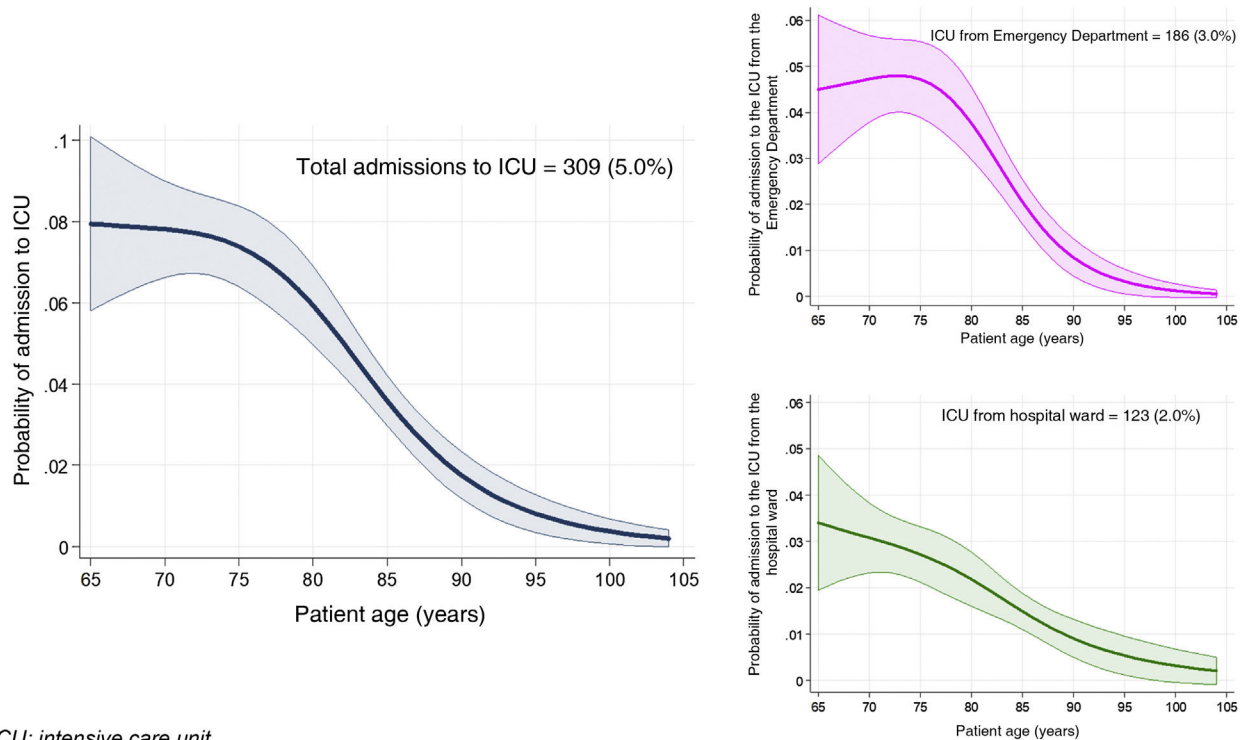 Total admissions to ICU = 309 (5.0%)
Probability of admission to ICU
.1
.08
.06
.04
.02
0
65 70 75 80 85 90 95 100 105
Patient age (years)
ICU from Emergency Department = 186 (3.0%)
Probability of admission to the ICU from the
Emergency Department
.06
.05
.04
.03
.02
.01
0
65 70 75 80 85 90 95 100 105
Patient age (years)
ICU from hospital ward = 123 (2.0%)
Probability of admission to the ICU from the
hospital ward
.06
.05
.04
.03
.02
.01
0
65 70 75 80 85 90 95 100 105
Patient age (years)
CU: intensive care unit